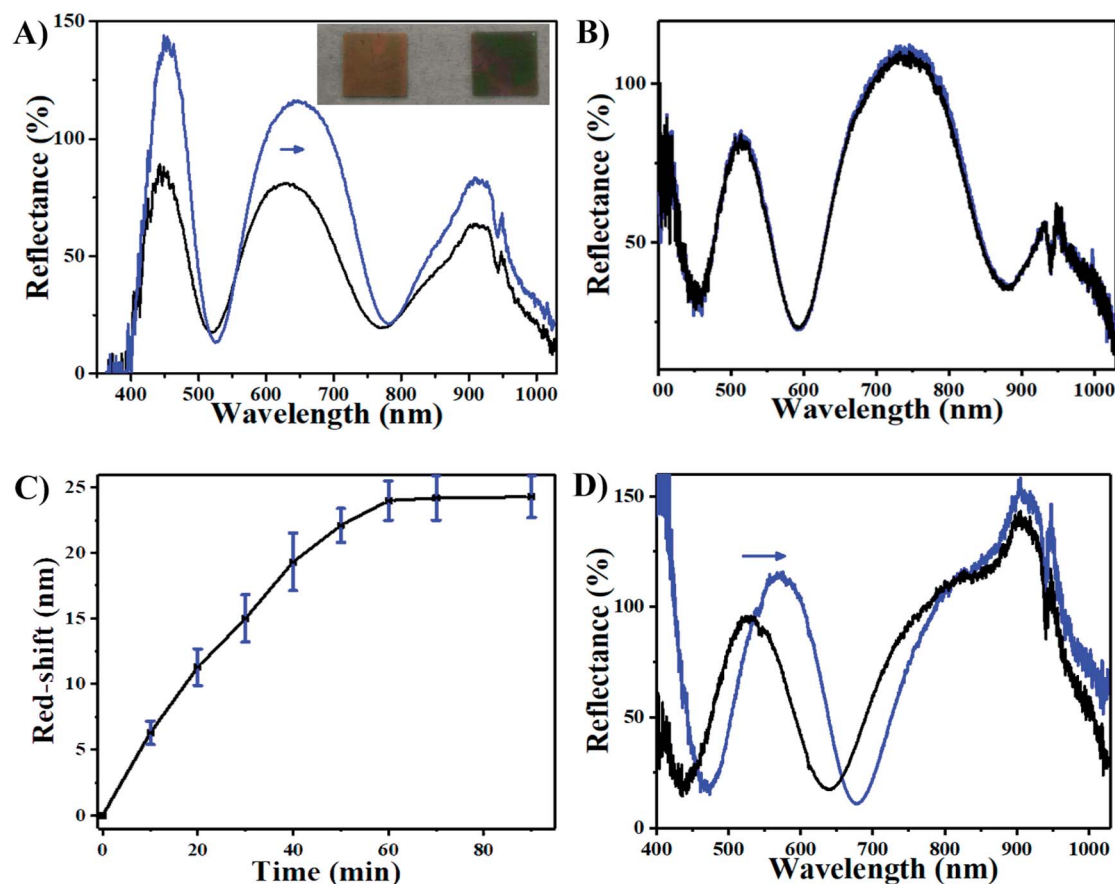 A)
150
100
50
0
Reflectance (%)
400 500 600 700 800 900 1000
Wavelength (nm)
B)
100
50
Reflectance (%)
00 500 600 700 800 900 1000
Wavelength (nm)
C)
25
20
15
10
5
0
Red-shift (nm)
0 20 40 60 80
Time (min)
D)
150
100
50
0
Reflectance (%)
400 500 600 700 800 900 1000
Wavelength (nm)